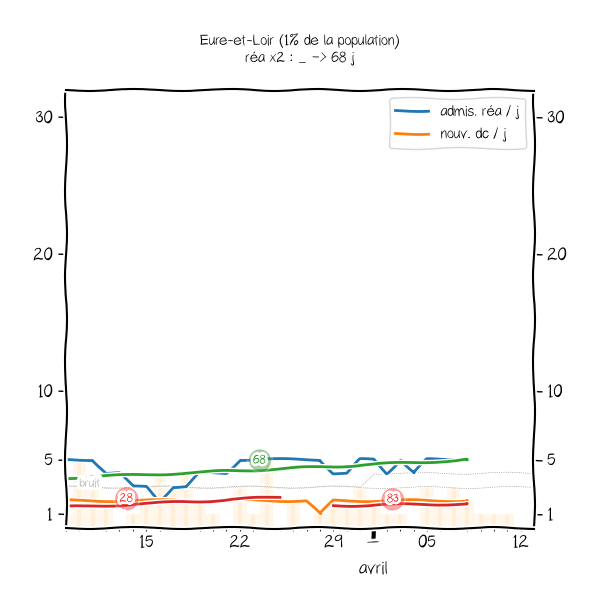 Eure-et-Loir (1% de la population)
réa x2 : _ -> 68 j
admis. réa / j
nouv. dc / j
30 30
20 20
10 10
5 5
1 1
68
bruit
28
83
15 22 29 1 05 12
avril